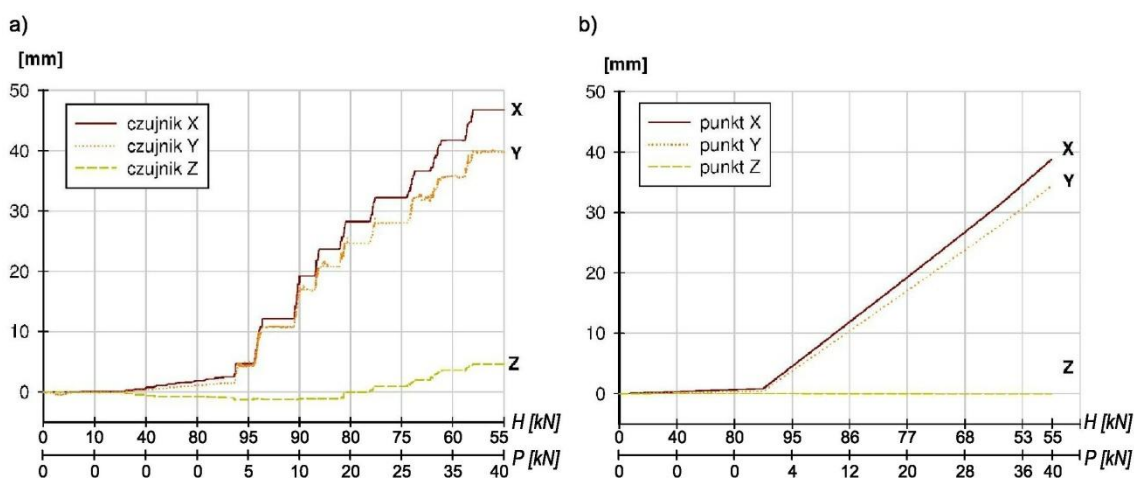 a)
[mm]
50
40
30
20
10
0
czujnik X
czujnik Y
czujnik Z
X
Y
Z
0 10 40 80 95 90 80 75 60 55 H [kN]
0 0 0 0 5 10 20 5 35 40 P [kN]
b)
[mm]
50
40
30
20
10
0
punkt X
punkt Y
punkt Z
X
Y
Z
0 40 80 95 86 77 68 53 55 H [kN]
0 0 0 4 12 20 28 36 40 P [kN]